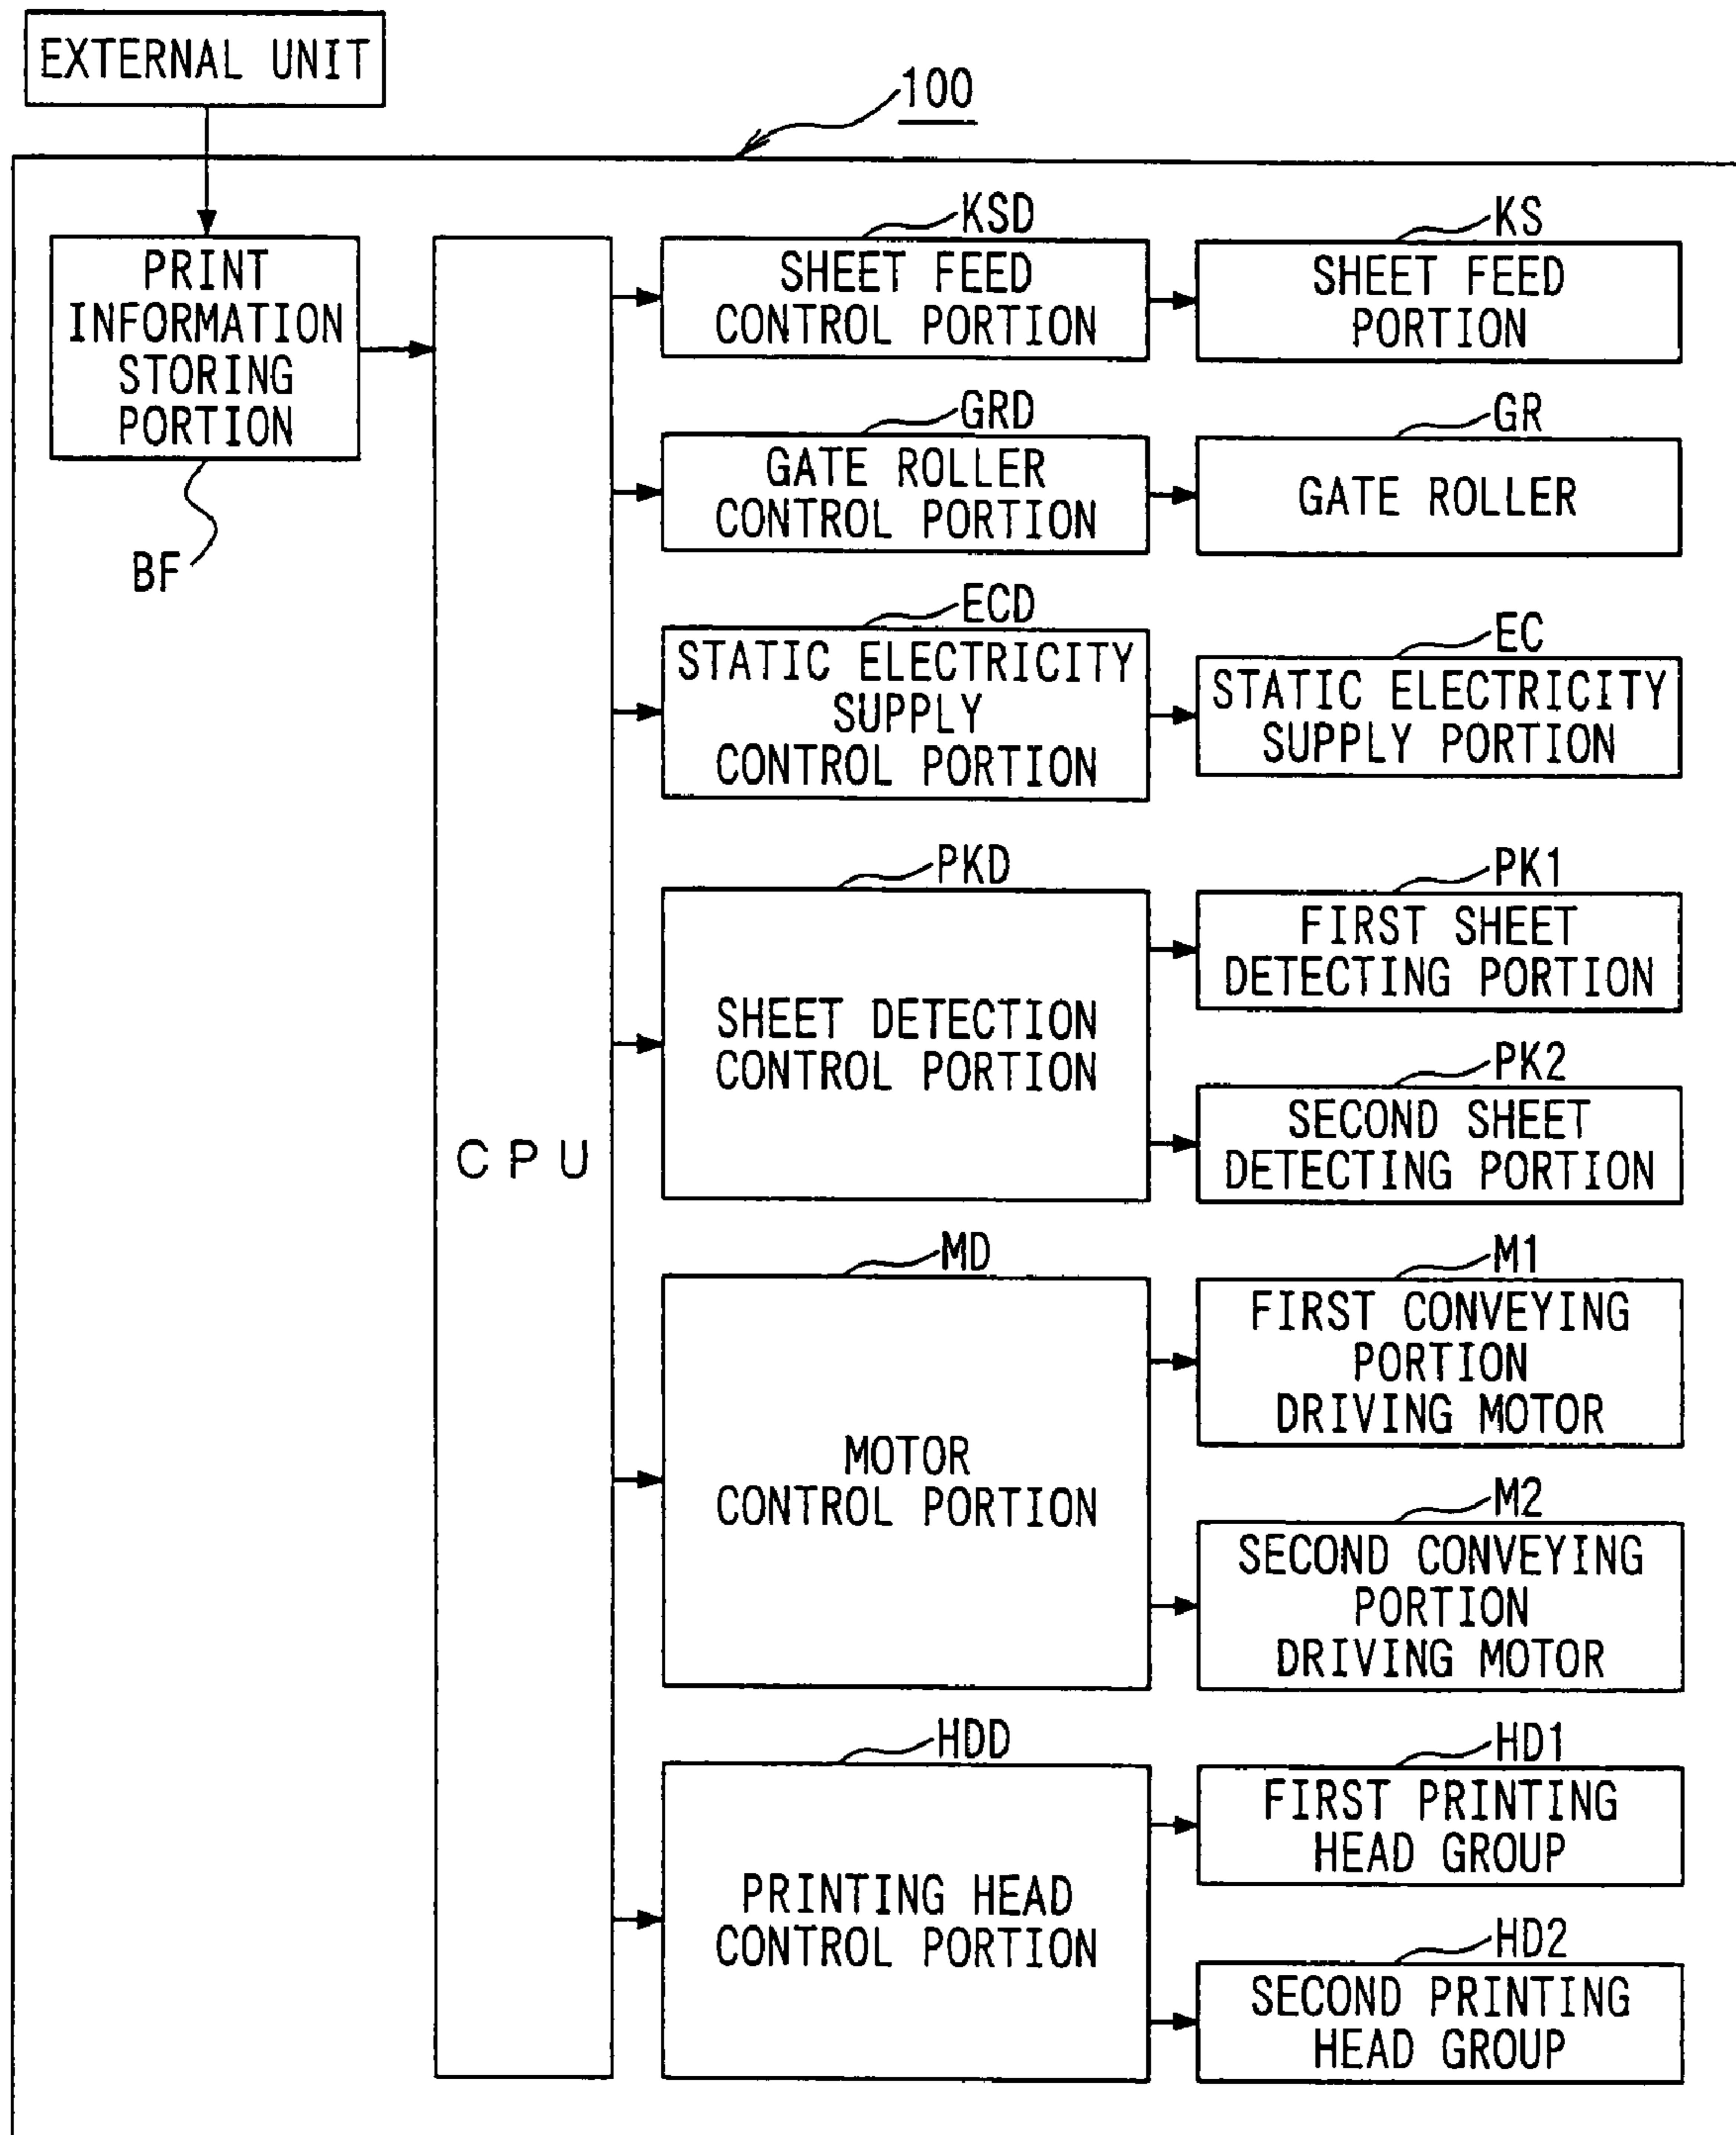 EXTERNAL UNIT
100
PRINT
INFORMATION
STORING
PORTION
BF
CPU
KSD
SHEET FEED
CONTROL PORTION
KS
SHEET FEED
PORTION
GRD
GATE ROLLER
CONTROL PORTION
GR
GATE ROLLER
ECD
STATIC ELECTRICITY
SUPPLY
CONTROL PORTION
EC
STATIC ELECTRICITY
SUPPLY PORTION
PKD
SHEET DETECTION
CONTROL PORTION
PK1
FIRST SHEET
DETECTING PORTION
PK2
SECOND SHEET
DETECTING PORTION
MD
MOTOR
CONTROL PORTION
M1
FIRST CONVEYING
PORTION
DRIVING MOTOR
M2
SECOND CONVEYING
PORTION
DRIVING MOTOR
HDD
PRINTING HEAD
CONTROL PORTION
HD1
FIRST PRINTING
HEAD GROUP
HD2
SECOND PRINTING
HEAD GROUP